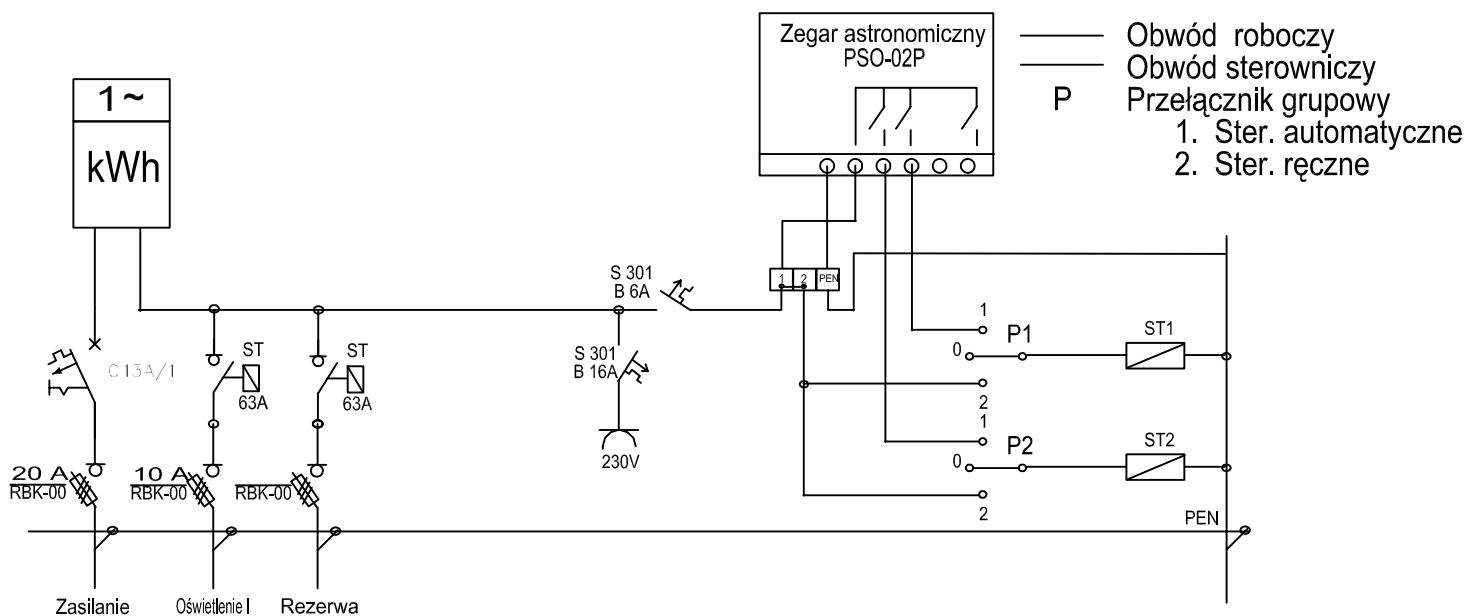 Zegar astronomiczny
PSO-02P
Obwód roboczy
Obwód sterowniczy
P Przełącznik grupowy
1. Ster. automatyczne
2. Ster. ręczne
1~
kWh
S 301
B 6A
1 2 PEN
C13A/1
ST
63A
ST
63A
S 301
B 16A
230V
1
P1
0
2
ST1
1
P2
0
2
ST2
20 A
RBK-00
10 A
RBK-00
RBK-00
PEN
Zasilanie
Oświetlenie I
Rezerwa